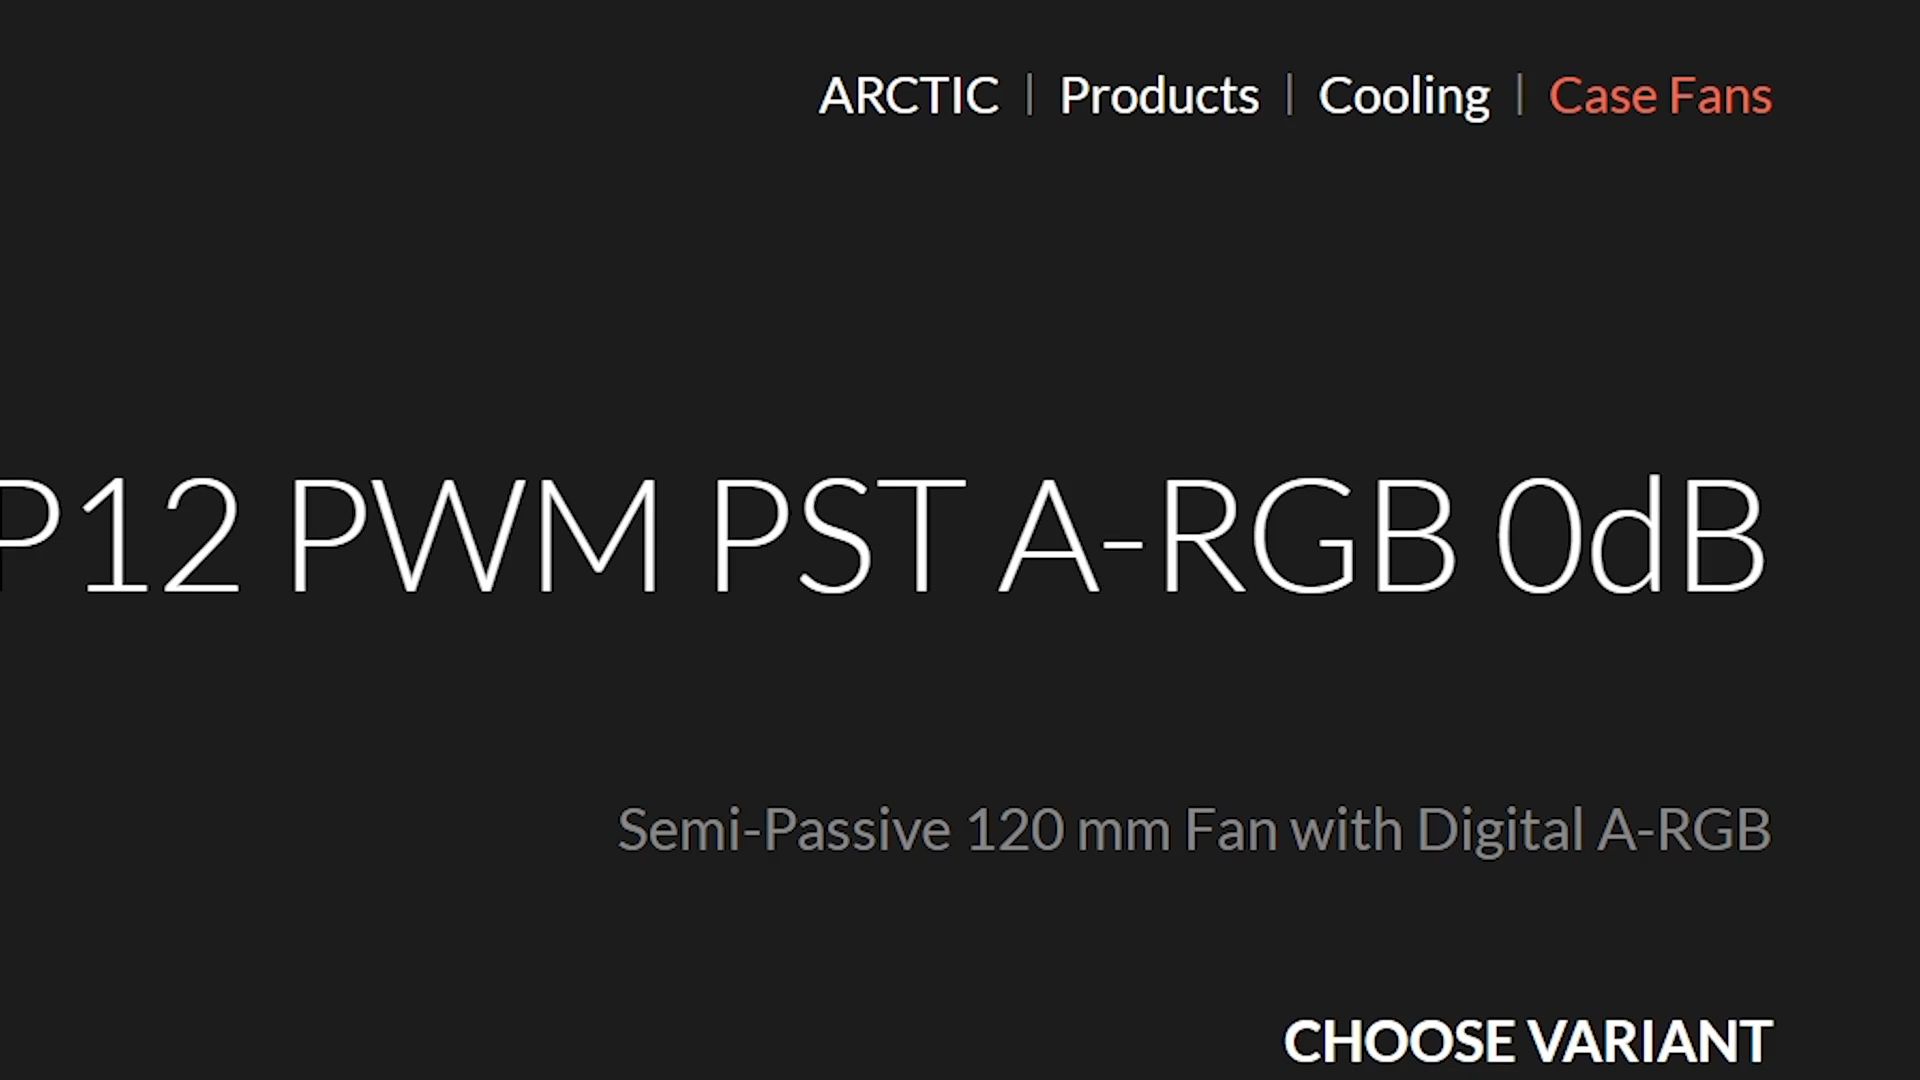 ARCTIC | Products | Cooling | Case Fans
P12 PWM PST A-RGB 0dB
Semi-Passive 120 mm Fan with Digital A-RGB
CHOOSE VARIANT